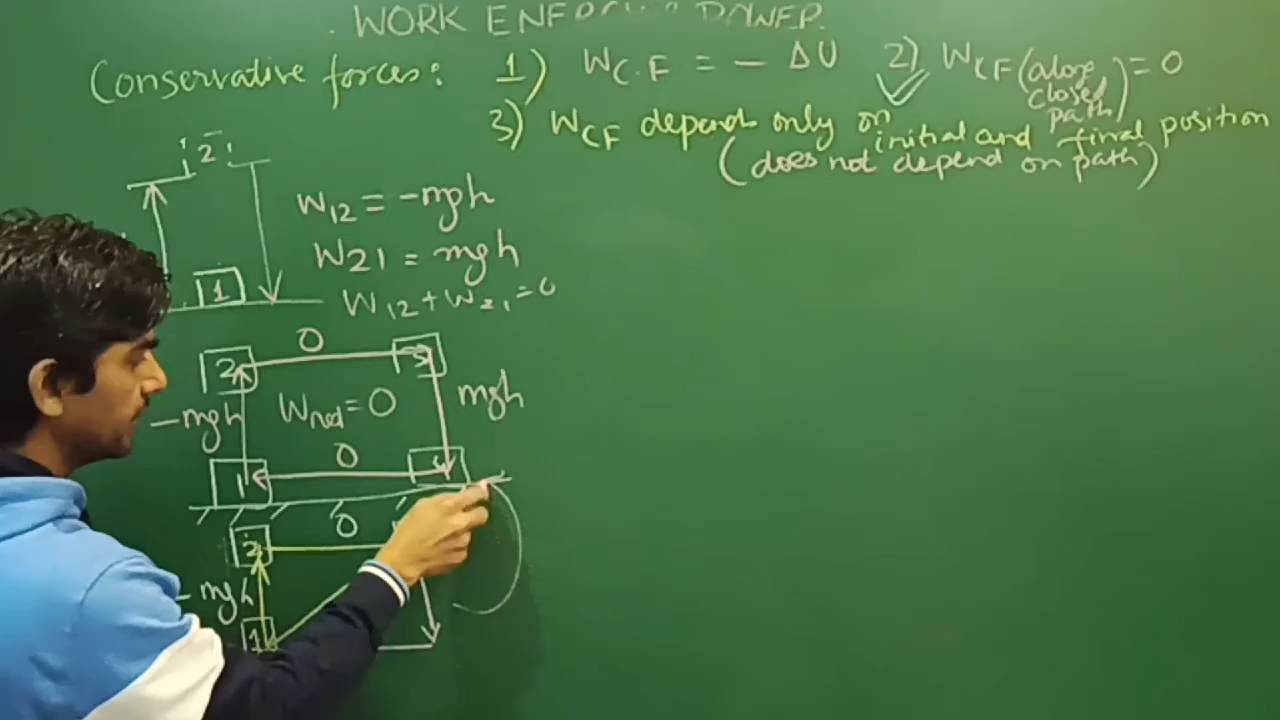 WORK
Conservative forces: 1) WC.F = - ΔU 2) WCF(along closed path) = 0
3) WCF depends only on initial and final position
(does not depend on path)
2
W12 = -mgh
W21 = mgh
1
W12 + W21 = 0
0
2 3
-mgh Wnet = 0 mgh
0
1 4
0
2
- mgh
1